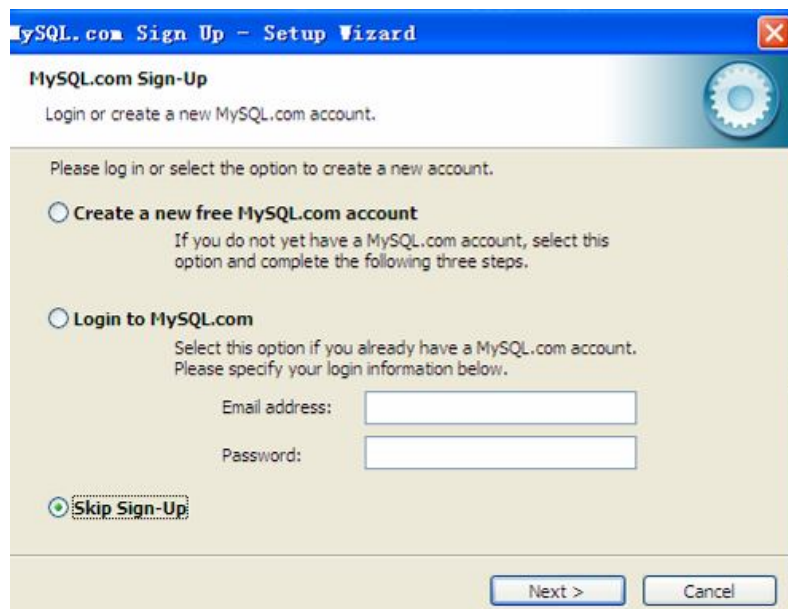 MySQL.com Sign Up - Setup Wizard
MySQL.com Sign-Up
Login or create a new MySQL.com account.
Please log in or select the option to create a new account.
Create a new free MySQL.com account
If you do not yet have a MySQL.com account, select this
option and complete the following three steps.
Login to MySQL.com
Select this option if you already have a MySQL.com account.
Please specify your login information below.
Email address:
Password:
Skip Sign-Up
Next >
Cancel